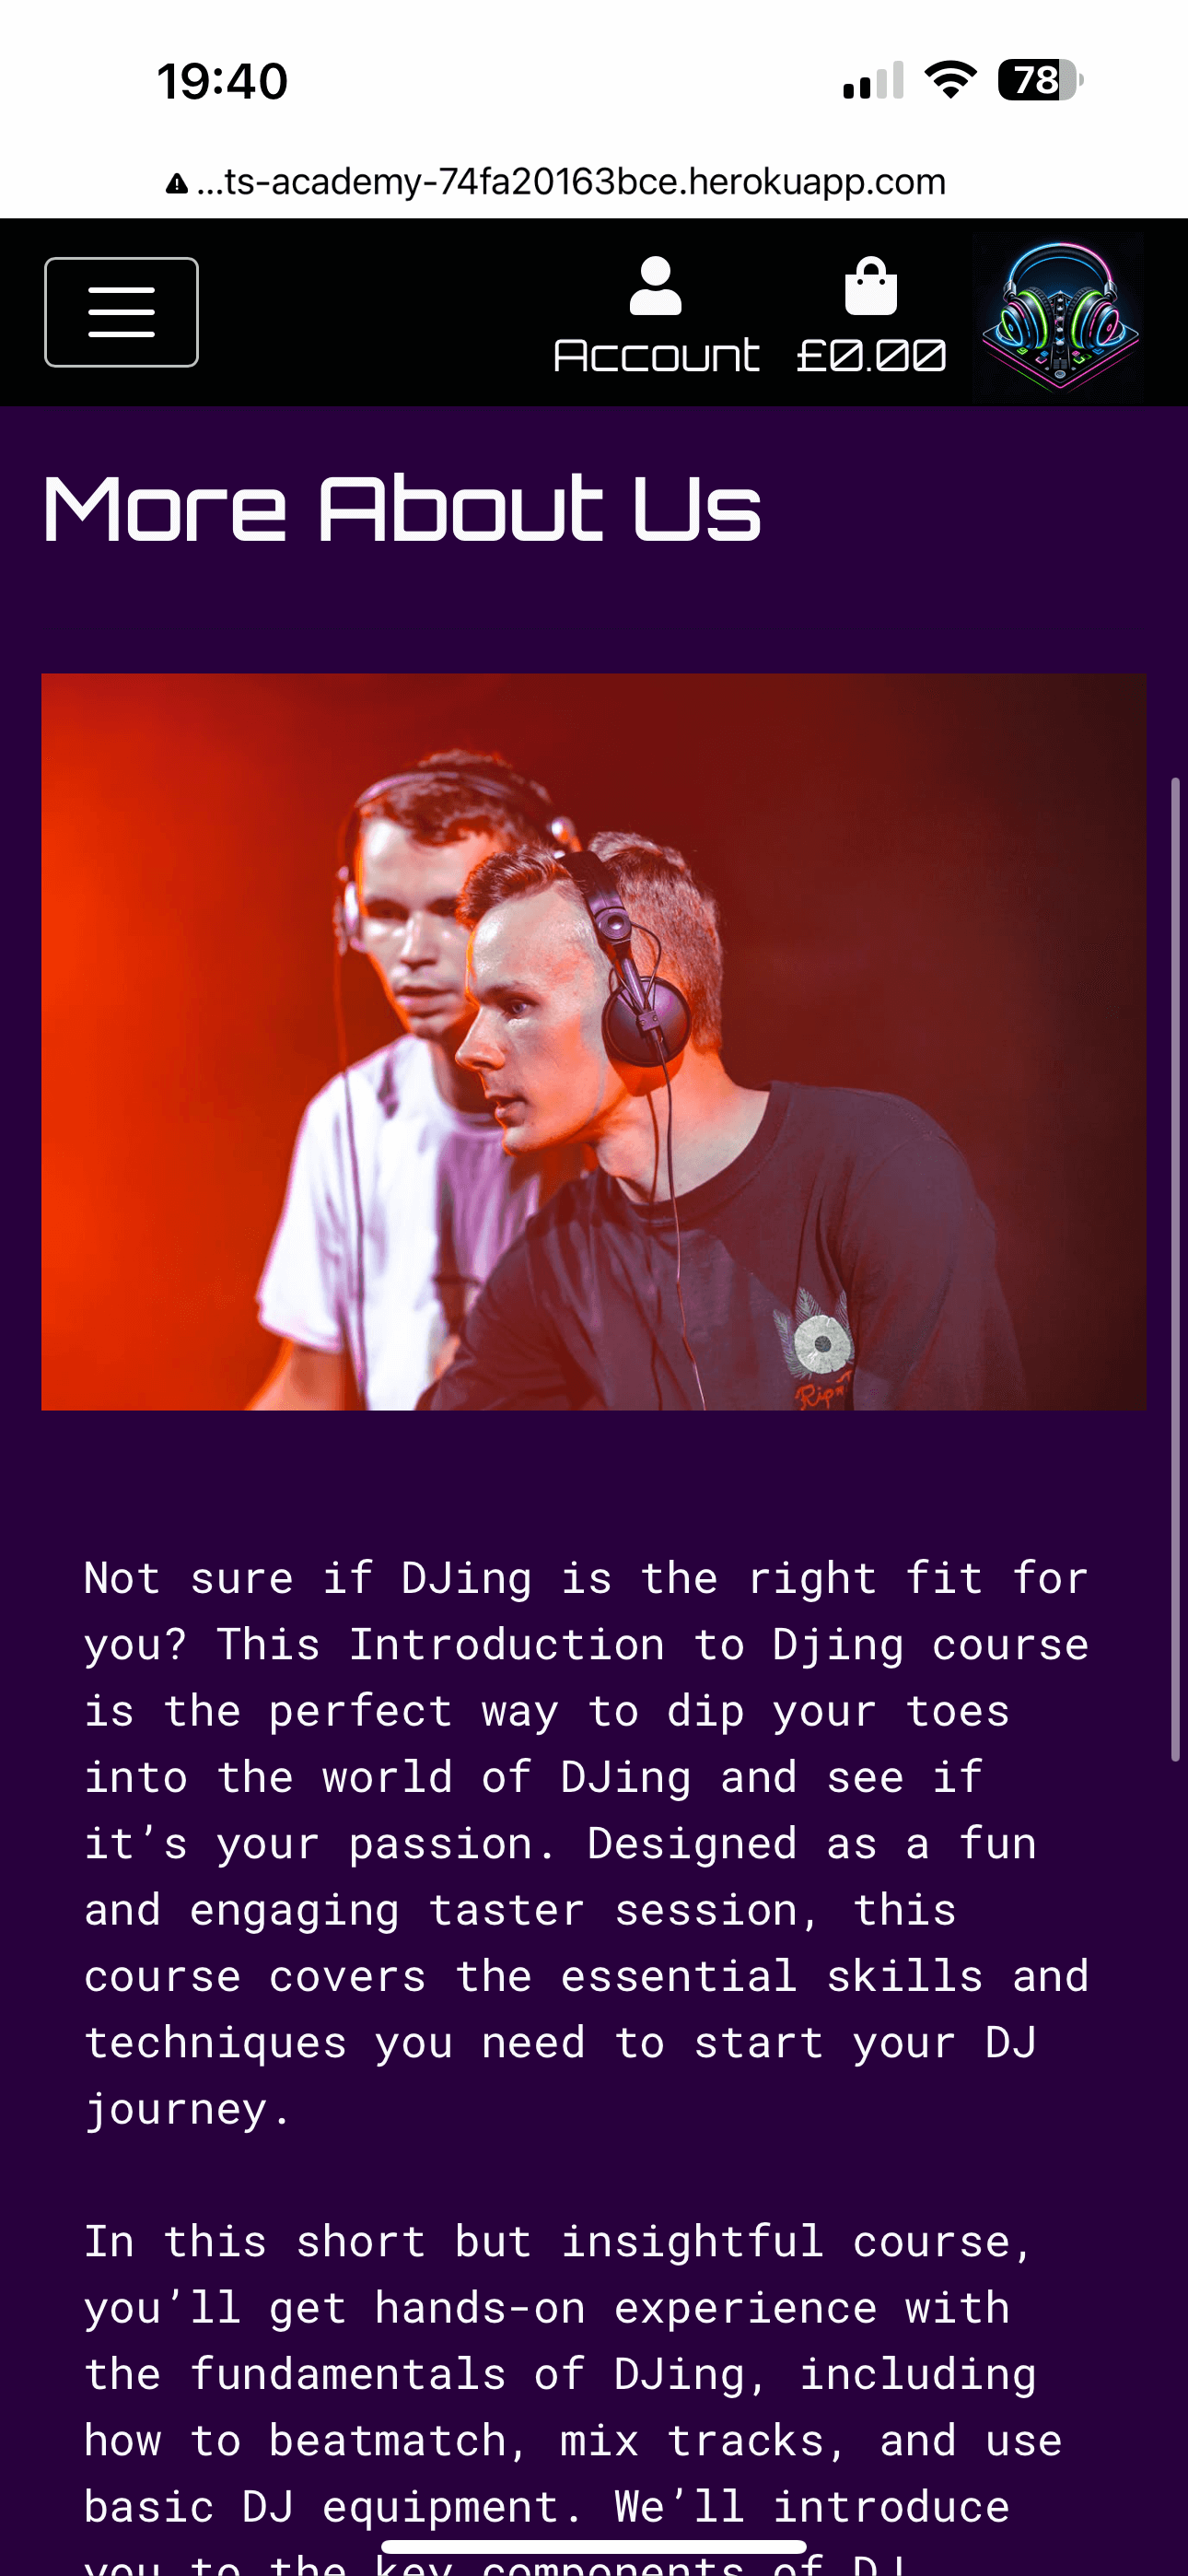 19:40
78
...ts-academy-74fa20163bce.herokuapp.com
Account
£0.00
More About Us
Not sure if DJing is the right fit for
you? This Introduction to Djing course
is the perfect way to dip your toes
into the world of DJing and see if
it’s your passion. Designed as a fun
and engaging taster session, this
course covers the essential skills and
techniques you need to start your DJ
journey.
In this short but insightful course,
you’ll get hands-on experience with
the fundamentals of DJing, including
how to beatmatch, mix tracks, and use
basic DJ equipment. We’ll introduce
you to the key components of DJ